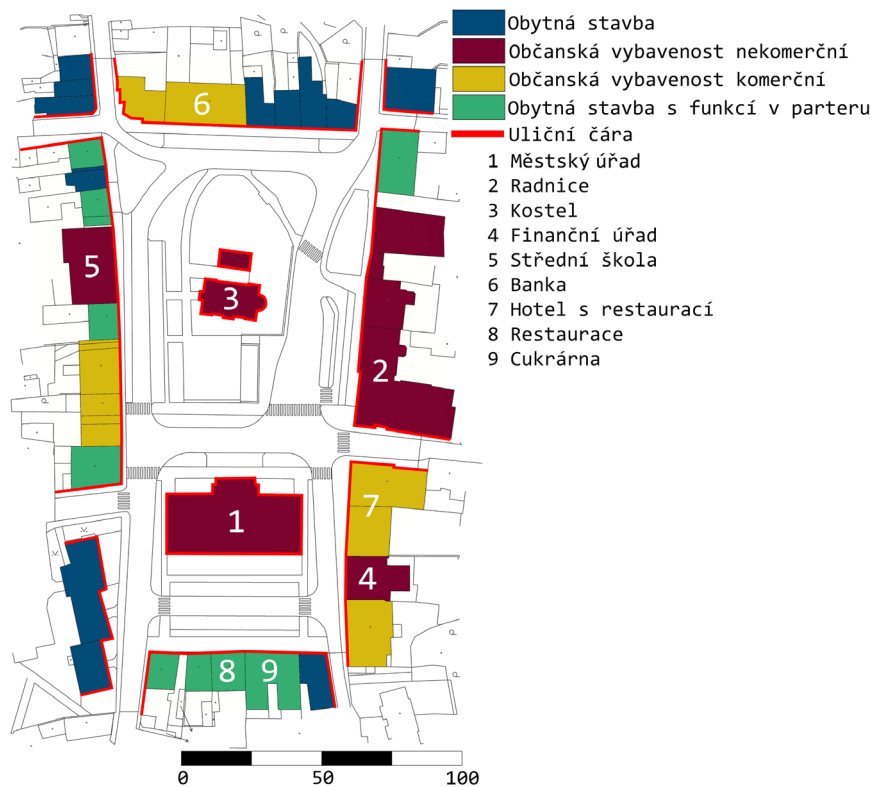 Obytná stavba
Občanská vybavenost nekomerční
Občanská vybavenost komerční
Obytná stavba s funkcí v parteru
Uliční čára
1 Městský úřad
2 Radnice
3 Kostel
4 Finanční úřad
5 Střední škola
6 Banka
7 Hotel s restaurací
8 Restaurace
9 Cukrárna
6
5
3
2
1
7
4
8 9
0 50 100